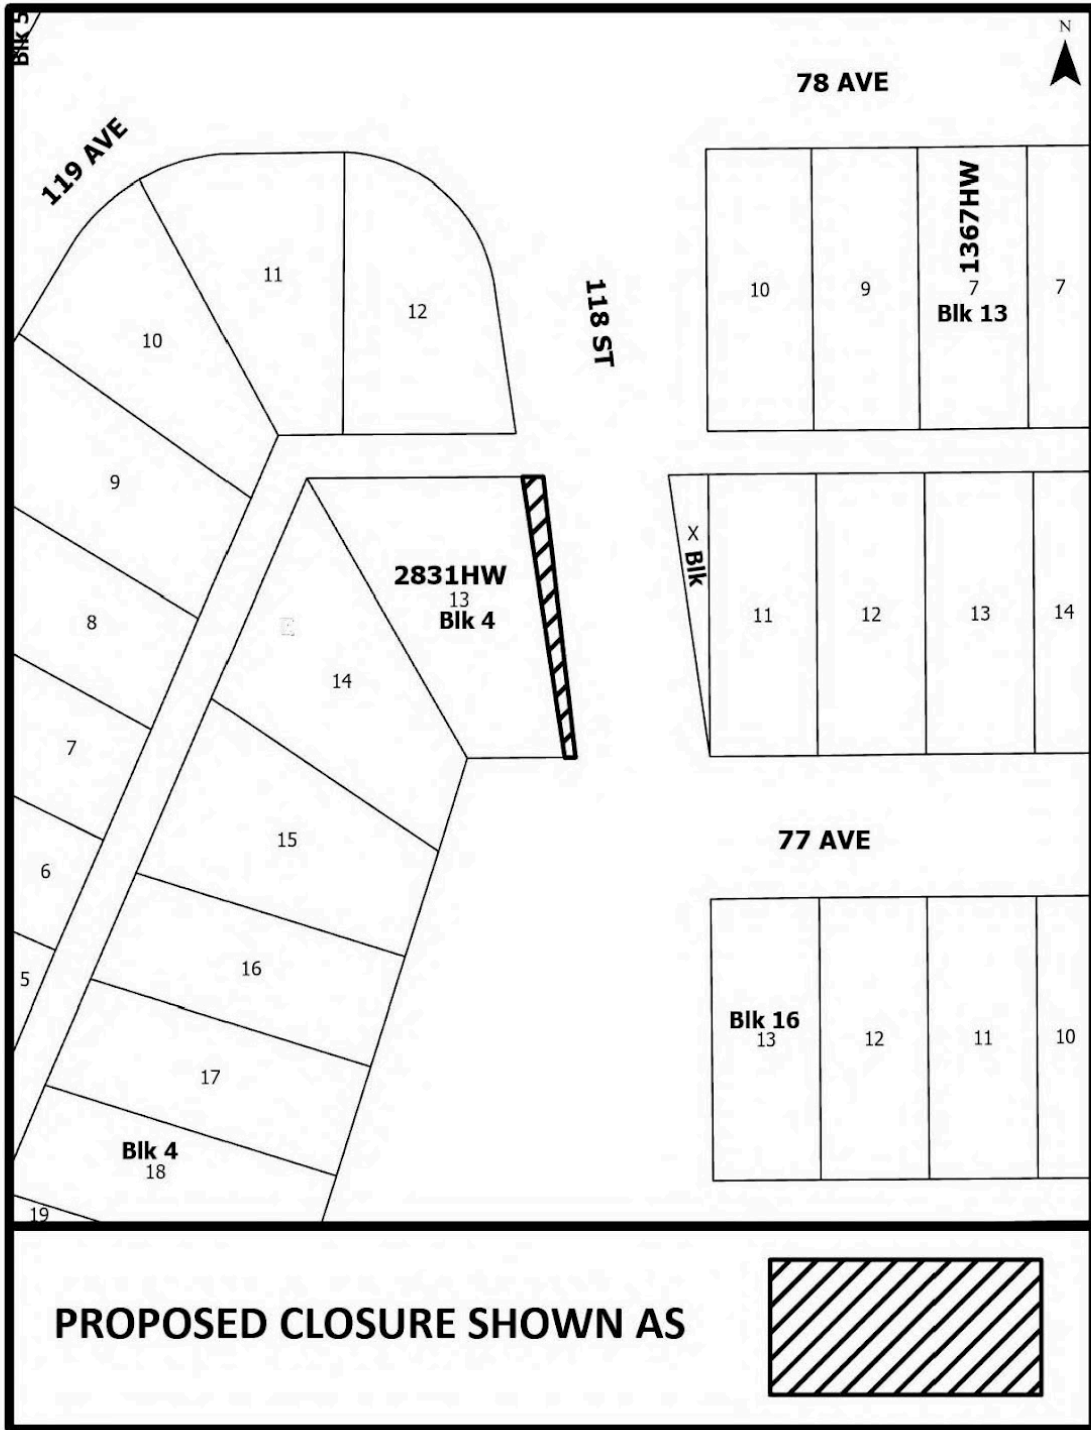 Blk 5
N
78 AVE
119 AVE
11
12
10
118 ST
10
9
1367HW
7
Blk 13
7
9
8
7
6
5
2831HW
13
Blk 4
E
14
15
16
17
Blk 4
18
19
X
Blk
11
12
13
14
77 AVE
Blk 16
13
12
11
10
PROPOSED CLOSURE SHOWN AS